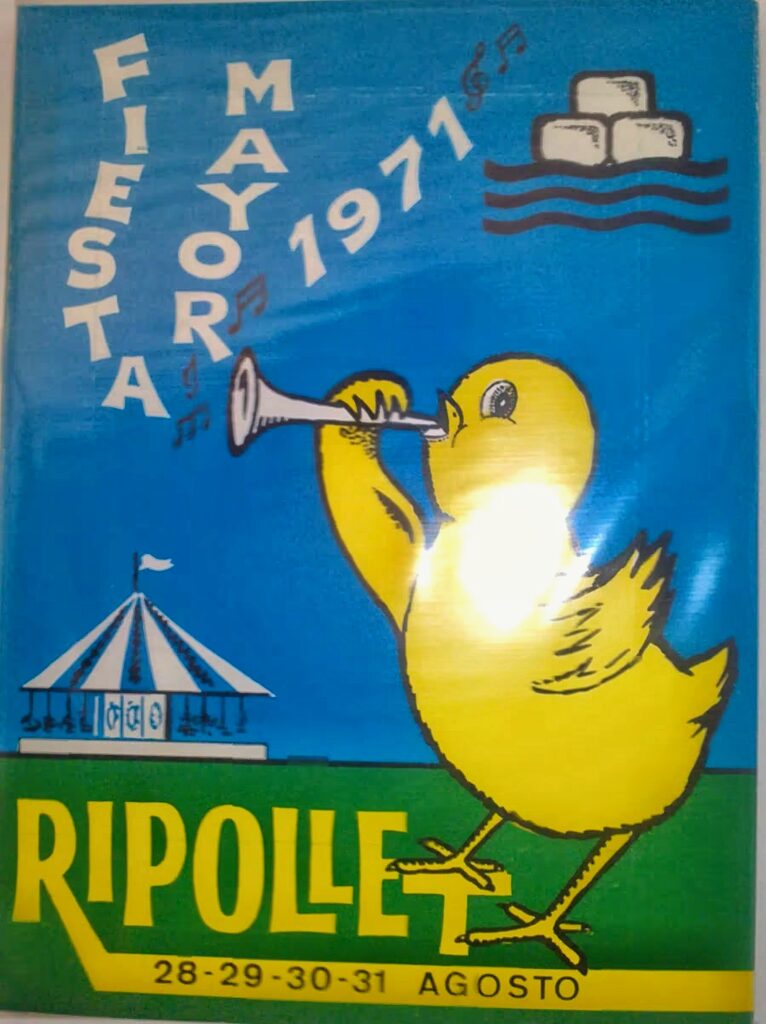 FIESTA
MAYOR
1971
RIPOLLET
28-29-30-31 AGOSTO